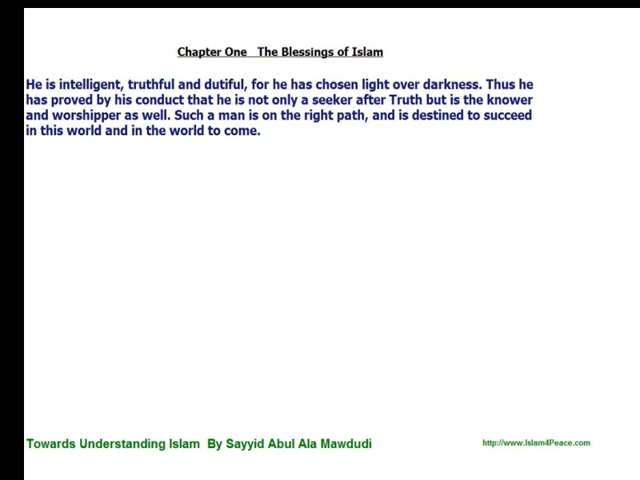 Chapter One   The Blessings of Islam
He is intelligent, truthful and dutiful, for he has chosen light over darkness. Thus he
has proved by his conduct that he is not only a seeker after Truth but is the knower
and worshipper as well. Such a man is on the right path, and is destined to succeed
in this world and in the world to come.
Towards Understanding Islam  By Sayyid Abul Ala Mawdudi
http://www.Islam4Peace.com